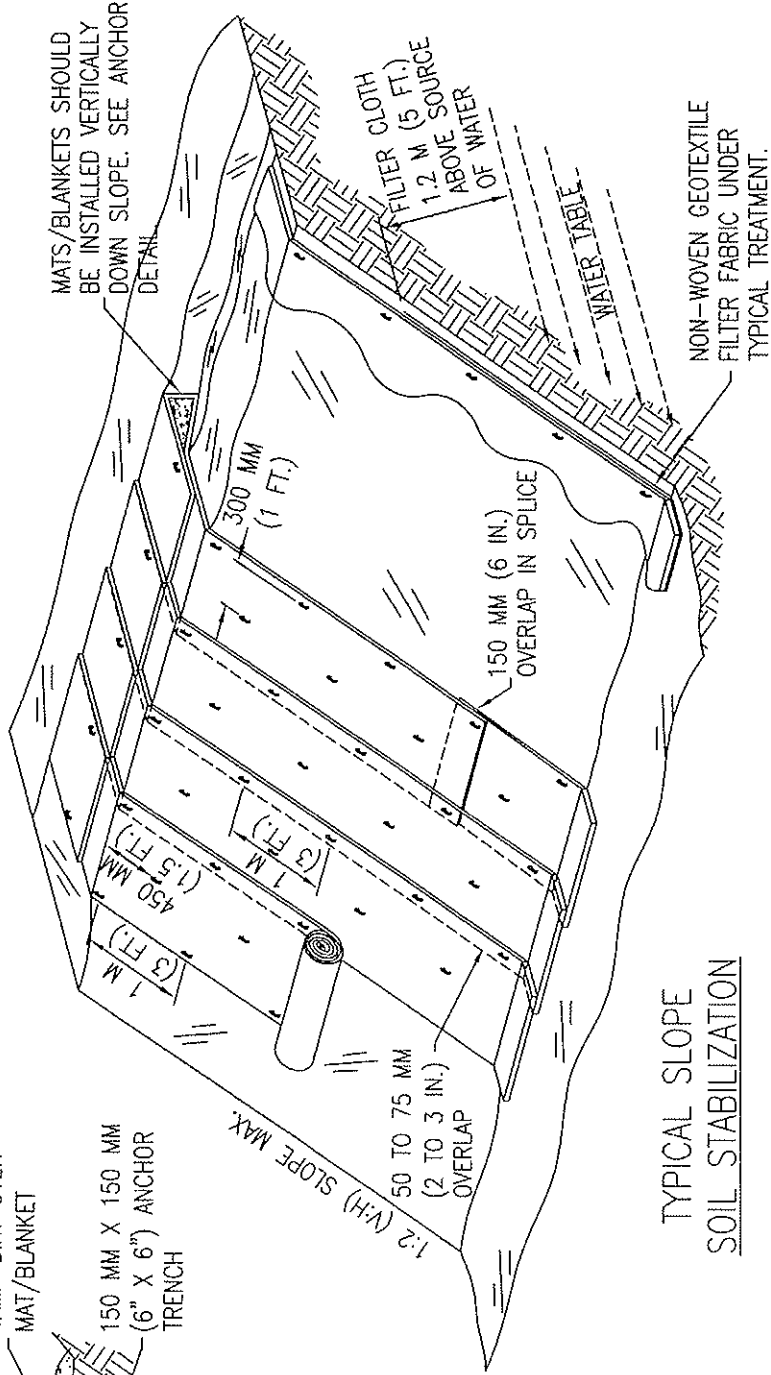 MAT/BLANKET
150 MM X 150 MM
(6" X 6") ANCHOR
TRENCH
MATS/BLANKETS SHOULD
BE INSTALLED VERTICALLY
DOWN SLOPE. SEE ANCHOR
DETAIL
FILTER CLOTH
1.2 M (5 FT.)
ABOVE SOURCE
OF WATER
WATER TABLE
NON-WOVEN GEOTEXTILE
FILTER FABRIC UNDER
TYPICAL TREATMENT.
300 MM
(1 FT.)
150 MM (6 IN.)
OVERLAP IN SPLICE
1 M
(3 FT.)
450 MM
(1.5 FT.)
1 M
(3 FT.)
50 TO 75 MM
(2 TO 3 IN.)
OVERLAP
1:2 (V:H) SLOPE MAX.
TYPICAL SLOPE
SOIL STABILIZATION